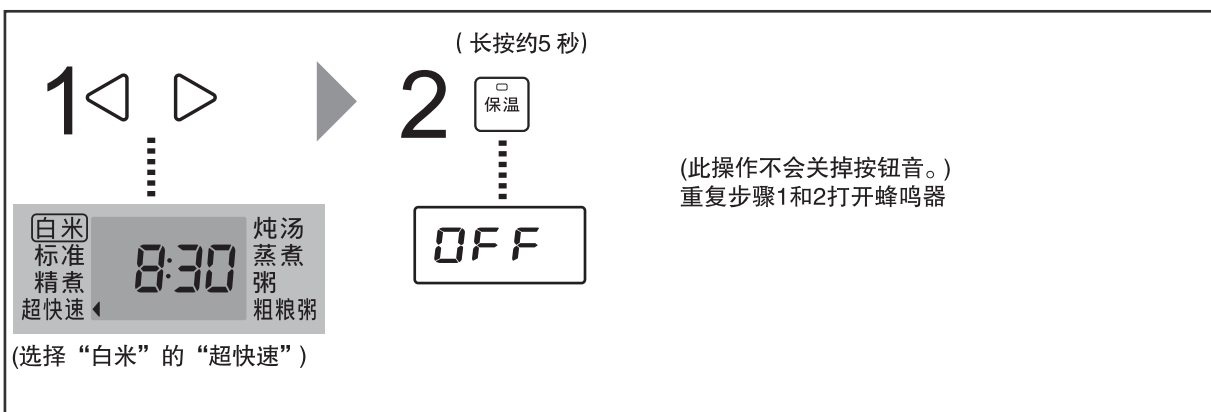 1
2
(长按约5秒)
保温
(此操作不会关掉按钮音。)
重复步骤1和2打开蜂鸣器
白米
标准
精煮
超快速
8:30
炖汤
蒸煮
粥
粗粮粥
OFF
(选择“白米”的“超快速”)